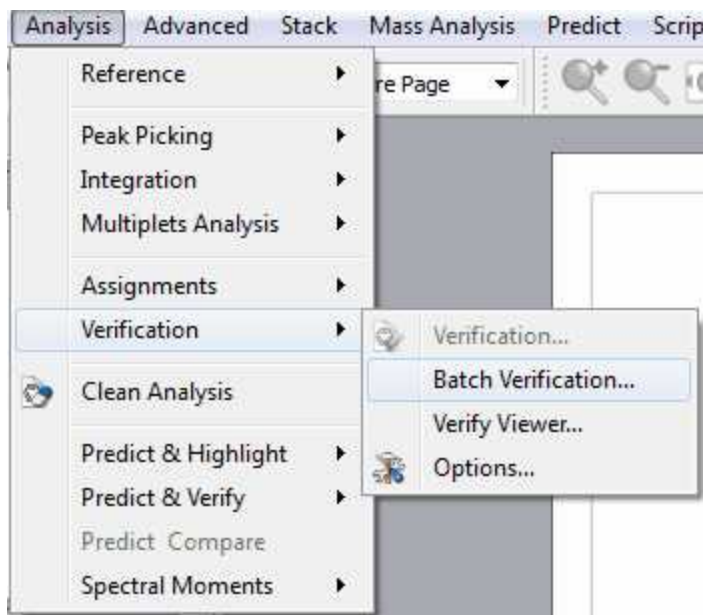 Analysis Advanced Stack Mass Analysis Predict Scrip
Reference
re Page
Peak Picking
Integration
Multiplets Analysis
Assignments
Verification
Verification...
Batch Verification...
Clean Analysis
Verify Viewer...
Predict & Highlight
Options...
Predict & Verify
Predict Compare
Spectral Moments